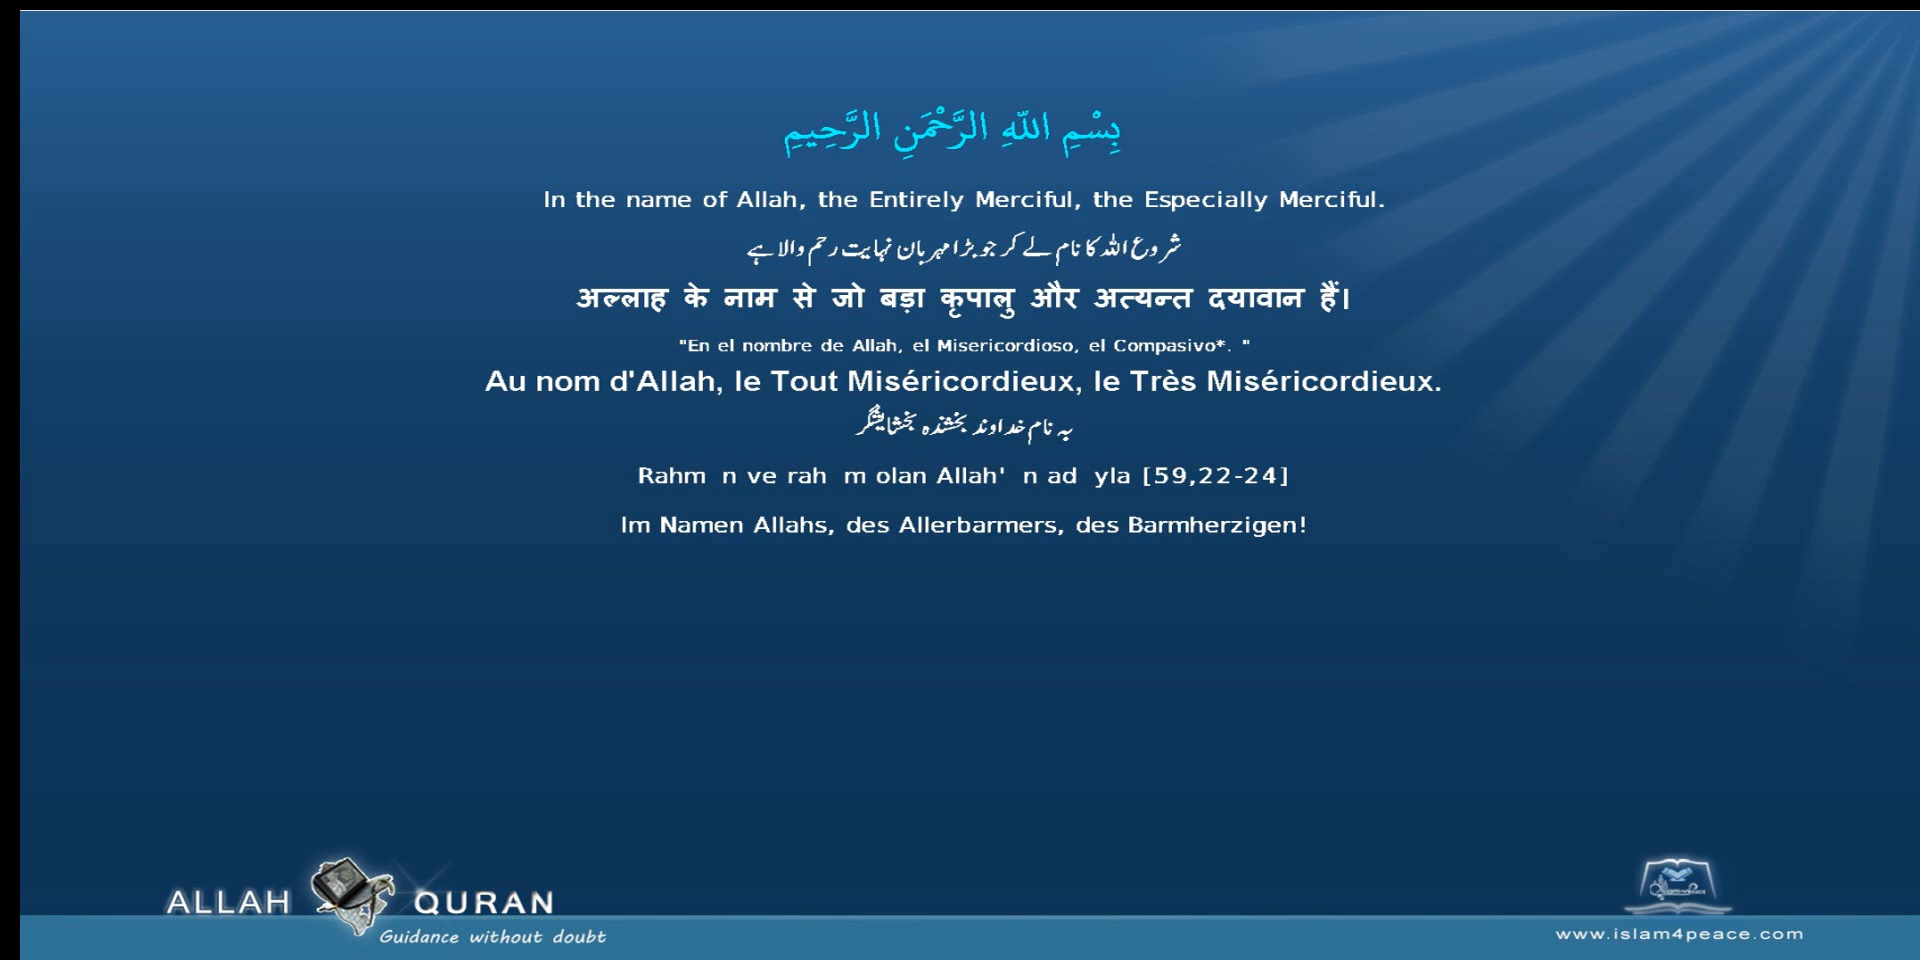 بِسْمِ اللّهِ الرَّحْمَنِ الرَّحِيمِ
In the name of Allah, the Entirely Merciful, the Especially Merciful.
شروع اللہ کا نام لے کر جو بڑا مہربان نہایت رحم والا ہے
अल्लाह के नाम से जो बड़ा कृपालु और अत्यन्त दयावान हैं।
"En el nombre de Allah, el Misericordioso, el Compasivo*. "
Au nom d'Allah, le Tout Miséricordieux, le Très Miséricordieux.
بہ نام خداوند بخشندہ بخشایشگر
Rahm n ve rah m olan Allah' n ad yla [59,22-24]
Im Namen Allahs, des Allerbarmers, des Barmherzigen!
ALLAH QURAN
Guidance without doubt
www.islam4peace.com